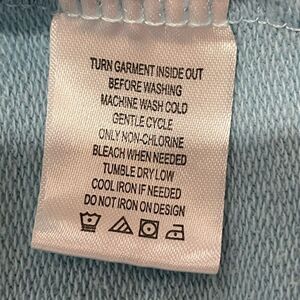 TURN GARMENT INSIDE OUT
BEFORE WASHING
MACHINE WASH COLD
GENTLE CYCLE
ONLY NON-CHLORINE
BLEACH WHEN NEEDED
TUMBLE DRY LOW
COOL IRON IF NEEDED
DO NOT IRON ON DESIGN